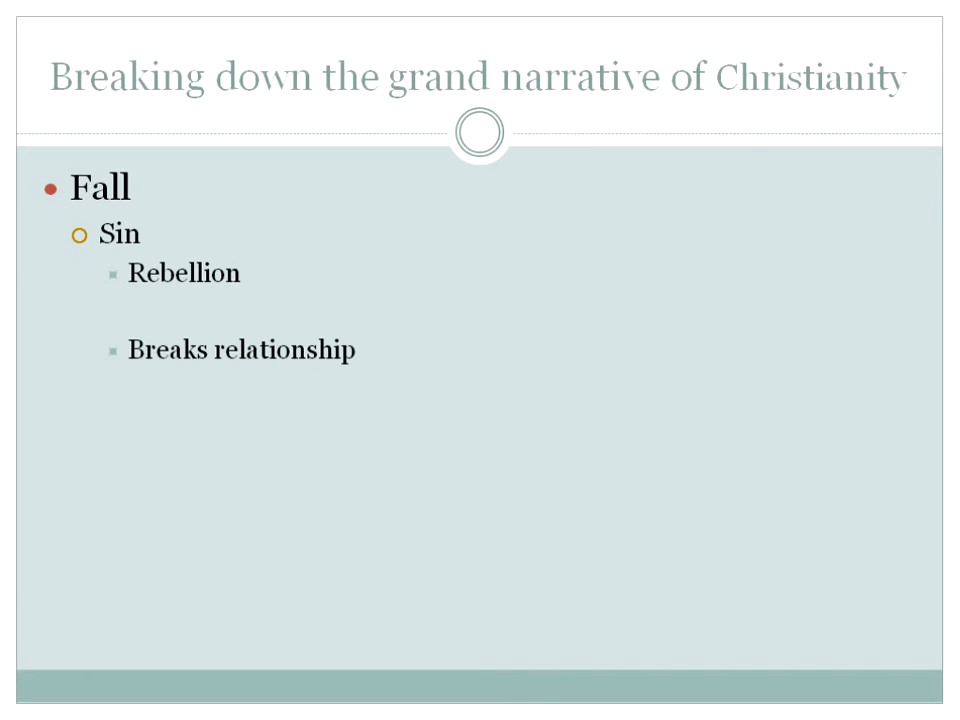 Breaking down the grand narrative of Christianity
Fall
Sin
Rebellion
Breaks relationship